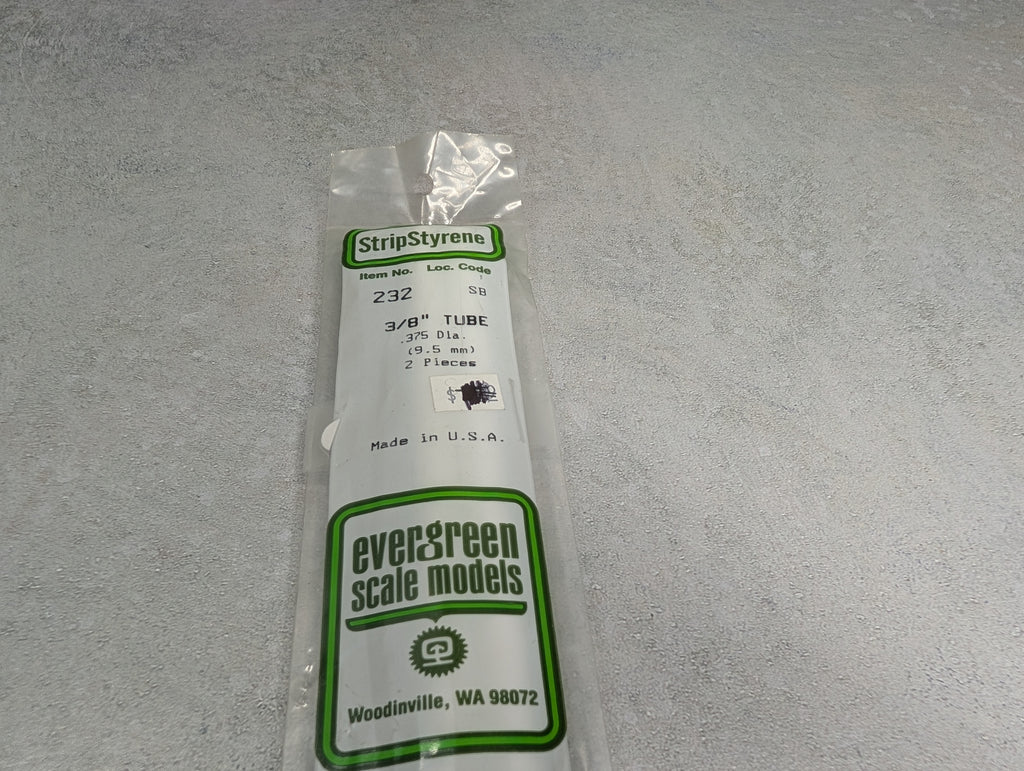 StripStyrene
Item No. Loc. Code
232 SB
3/8" TUBE
.375 Dia.
(9.5 mm)
2 Pieces
$
Made in U.S.A.
evergreen
scale models
Woodinville, WA 98072